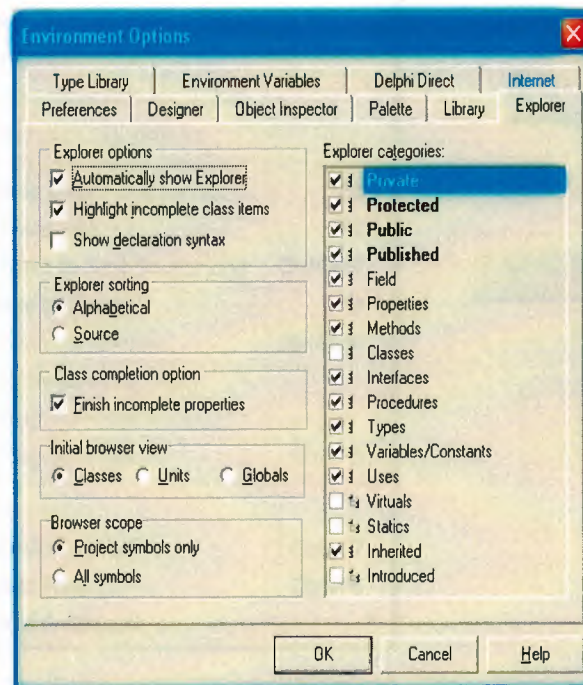 Environment Options
Type Library
Environment Variables
Delphi Direct
Internet
Preferences
Designer
Object Inspector
Palette
Library
Explorer
Explorer options
Automatically show Explorer
Highlight incomplete class items
Show declaration syntax
Explorer sorting
Alphabetical
Source
Class completion option
Finish incomplete properties
Initial browser view
Classes
Units
Globals
Browser scope
Project symbols only
All symbols
Explorer categories:
Private
Protected
Public
Published
Field
Properties
Methods
Classes
Interfaces
Procedures
Types
Variables/Constants
Uses
Virtuals
Statics
Inherited
Introduced
OK
Cancel
Help